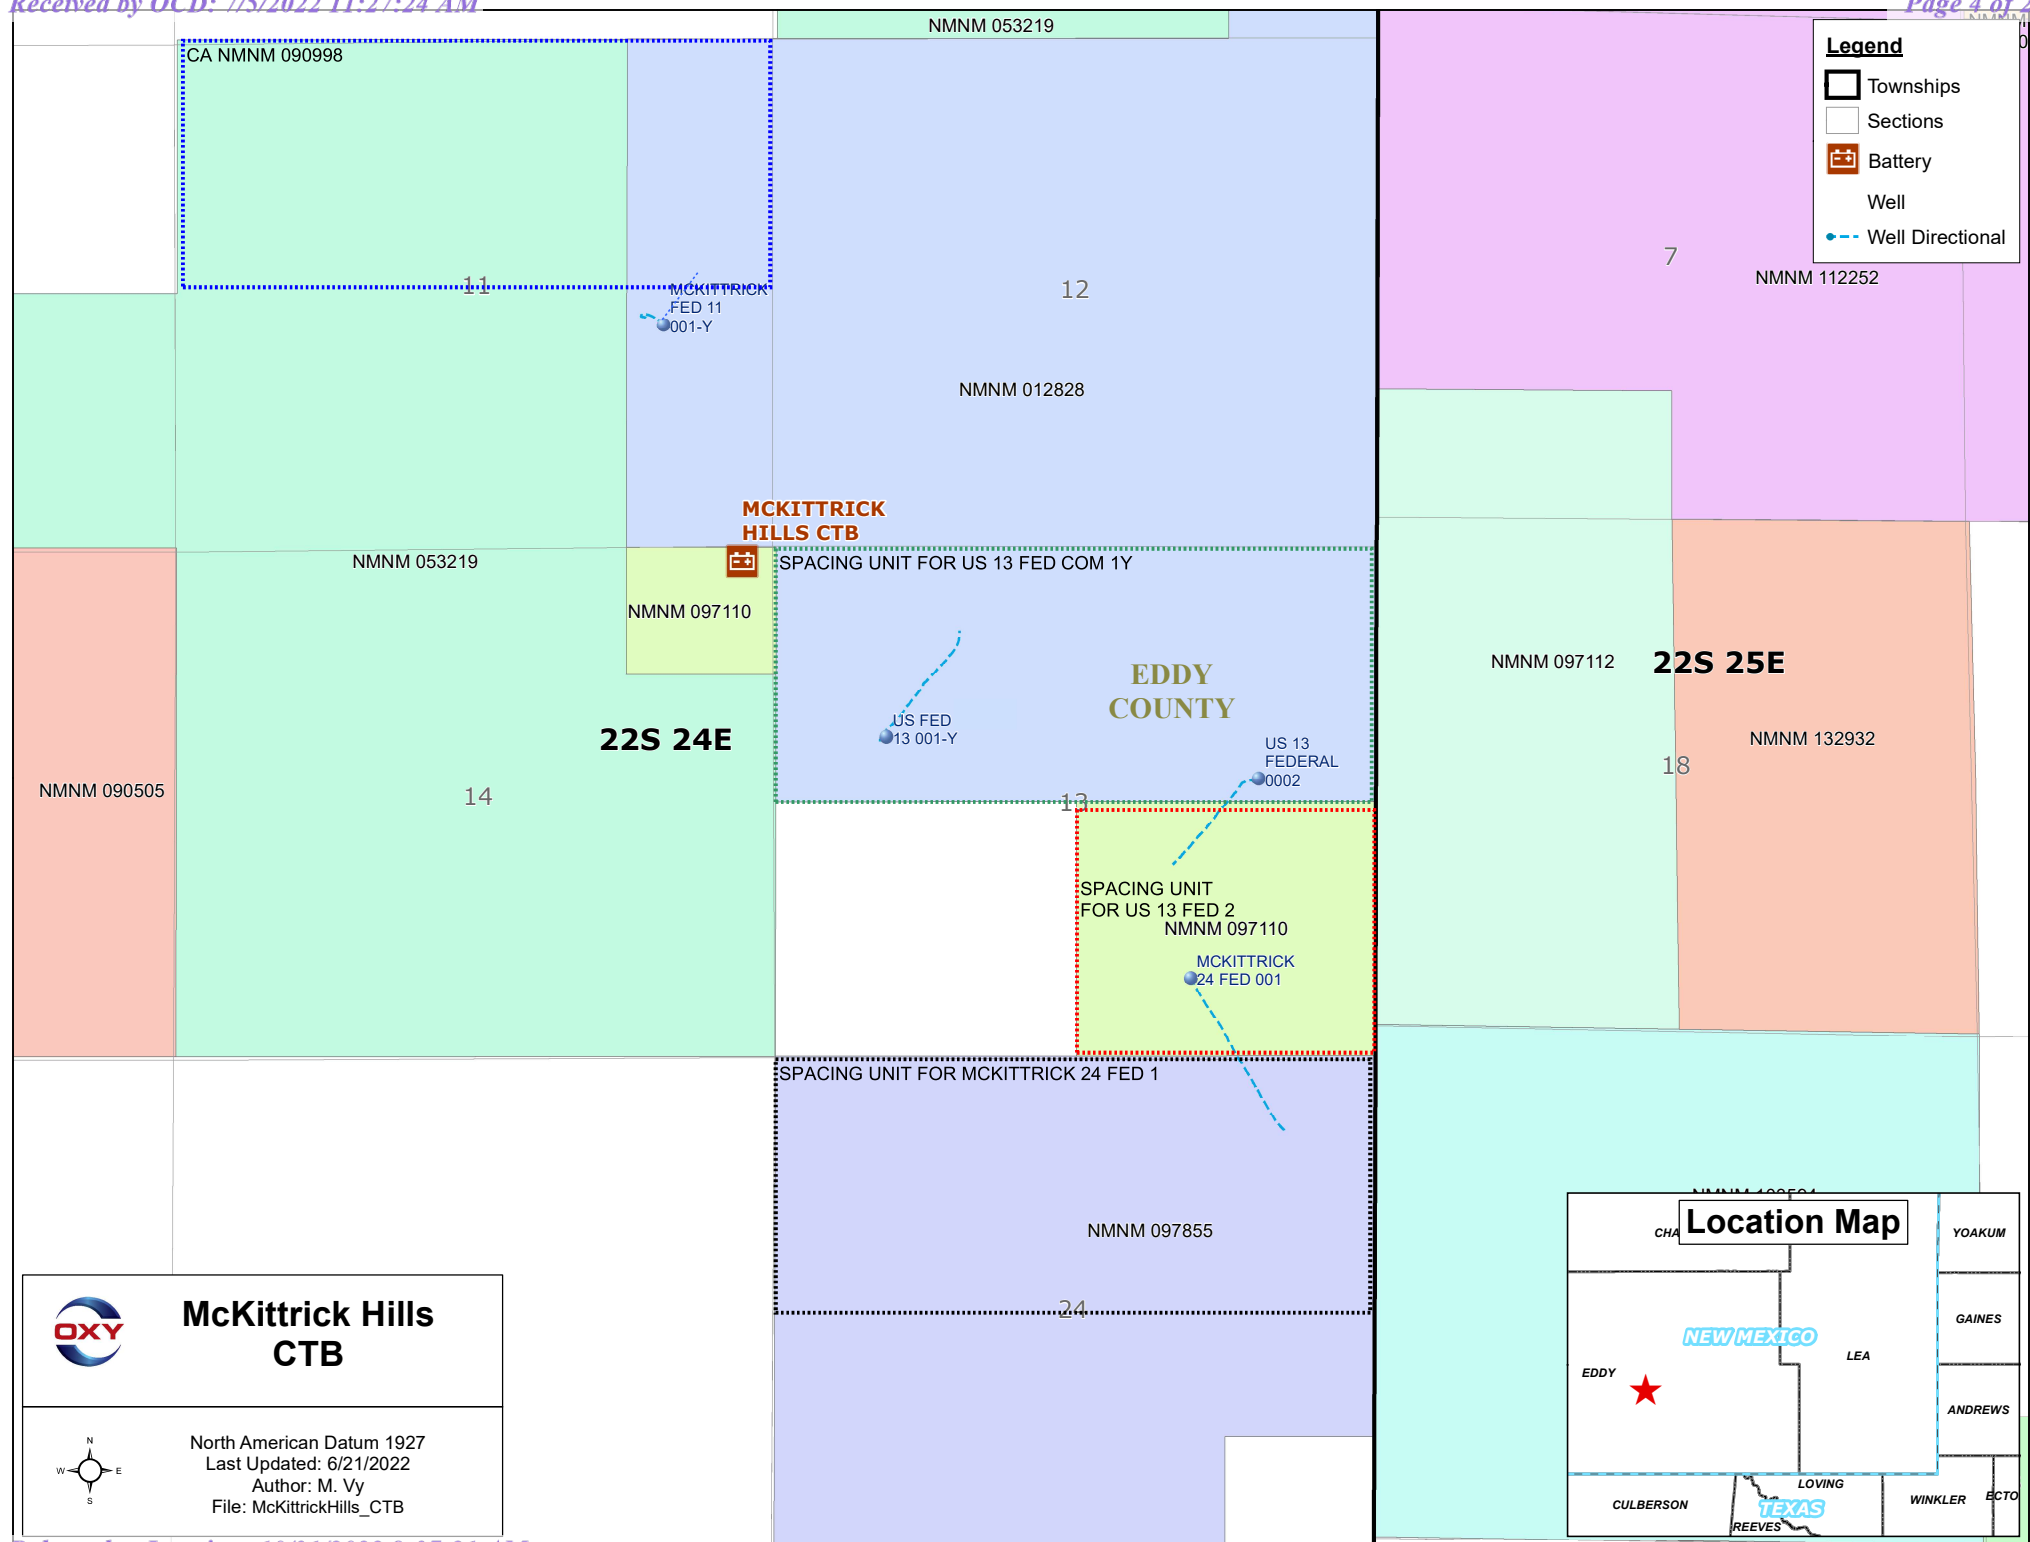 Received by OCD: 7/5/2022 11:27:24 AM
Page 4 of 2
NMNM 053219
CA NMNM 090998
Legend
Townships
Sections
Battery
Well
Well Directional
11
12
7
NMNM 112252
MCKITTRICK
FED 11
001-Y
NMNM 012828
MCKITTRICK
HILLS CTB
NMNM 053219
SPACING UNIT FOR US 13 FED COM 1Y
NMNM 097110
EDDY
COUNTY
NMNM 097112
22S 25E
US FED
13 001-Y
22S 24E
US 13
FEDERAL
0002
NMNM 132932
18
NMNM 090505
14
13
SPACING UNIT
FOR US 13 FED 2
NMNM 097110
MCKITTRICK
24 FED 001
SPACING UNIT FOR MCKITTRICK 24 FED 1
NMNM 097855
24
Location Map
CHA
YOAKUM
GAINES
NEW MEXICO
LEA
EDDY
ANDREWS
LOVING
CULBERSON
TEXAS
WINKLER
ECTO
REEVES
OXY
McKittrick Hills
CTB
N
W
E
S
North American Datum 1927
Last Updated: 6/21/2022
Author: M. Vy
File: McKittrickHills_CTB